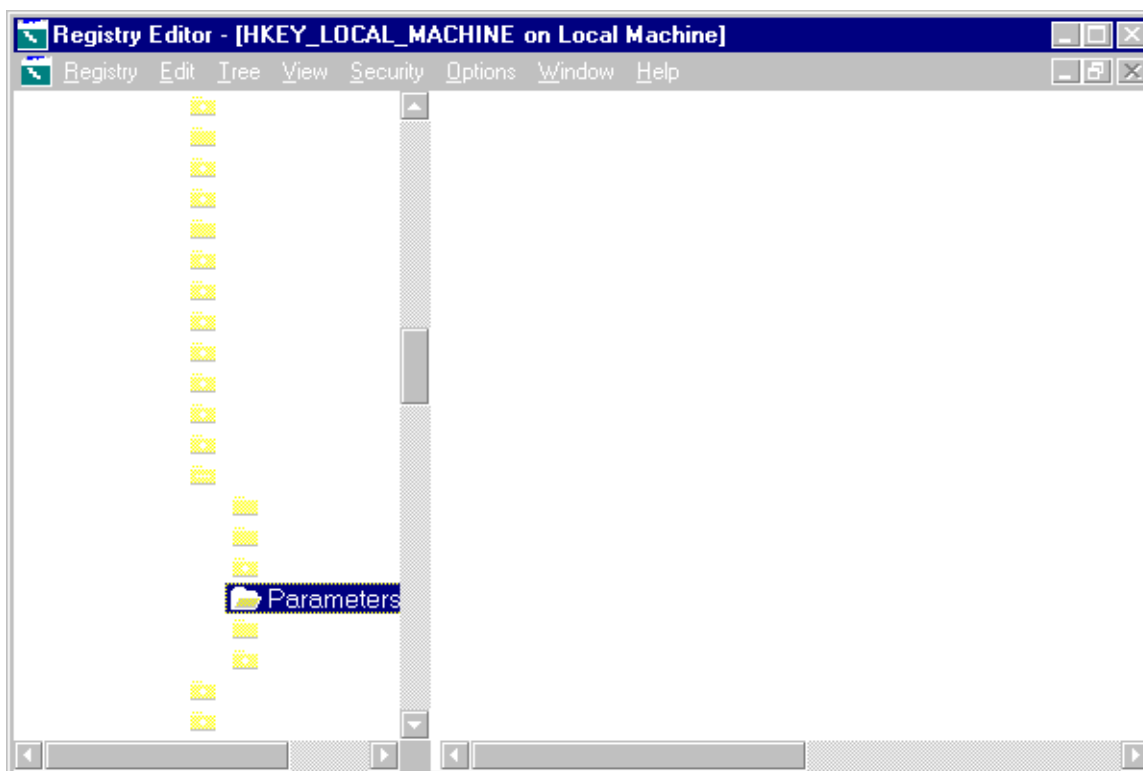 Registry Editor - [HKEY_LOCAL_MACHINE on Local Machine]
Registry Edit Tree View Security Options Window Help
Parameters